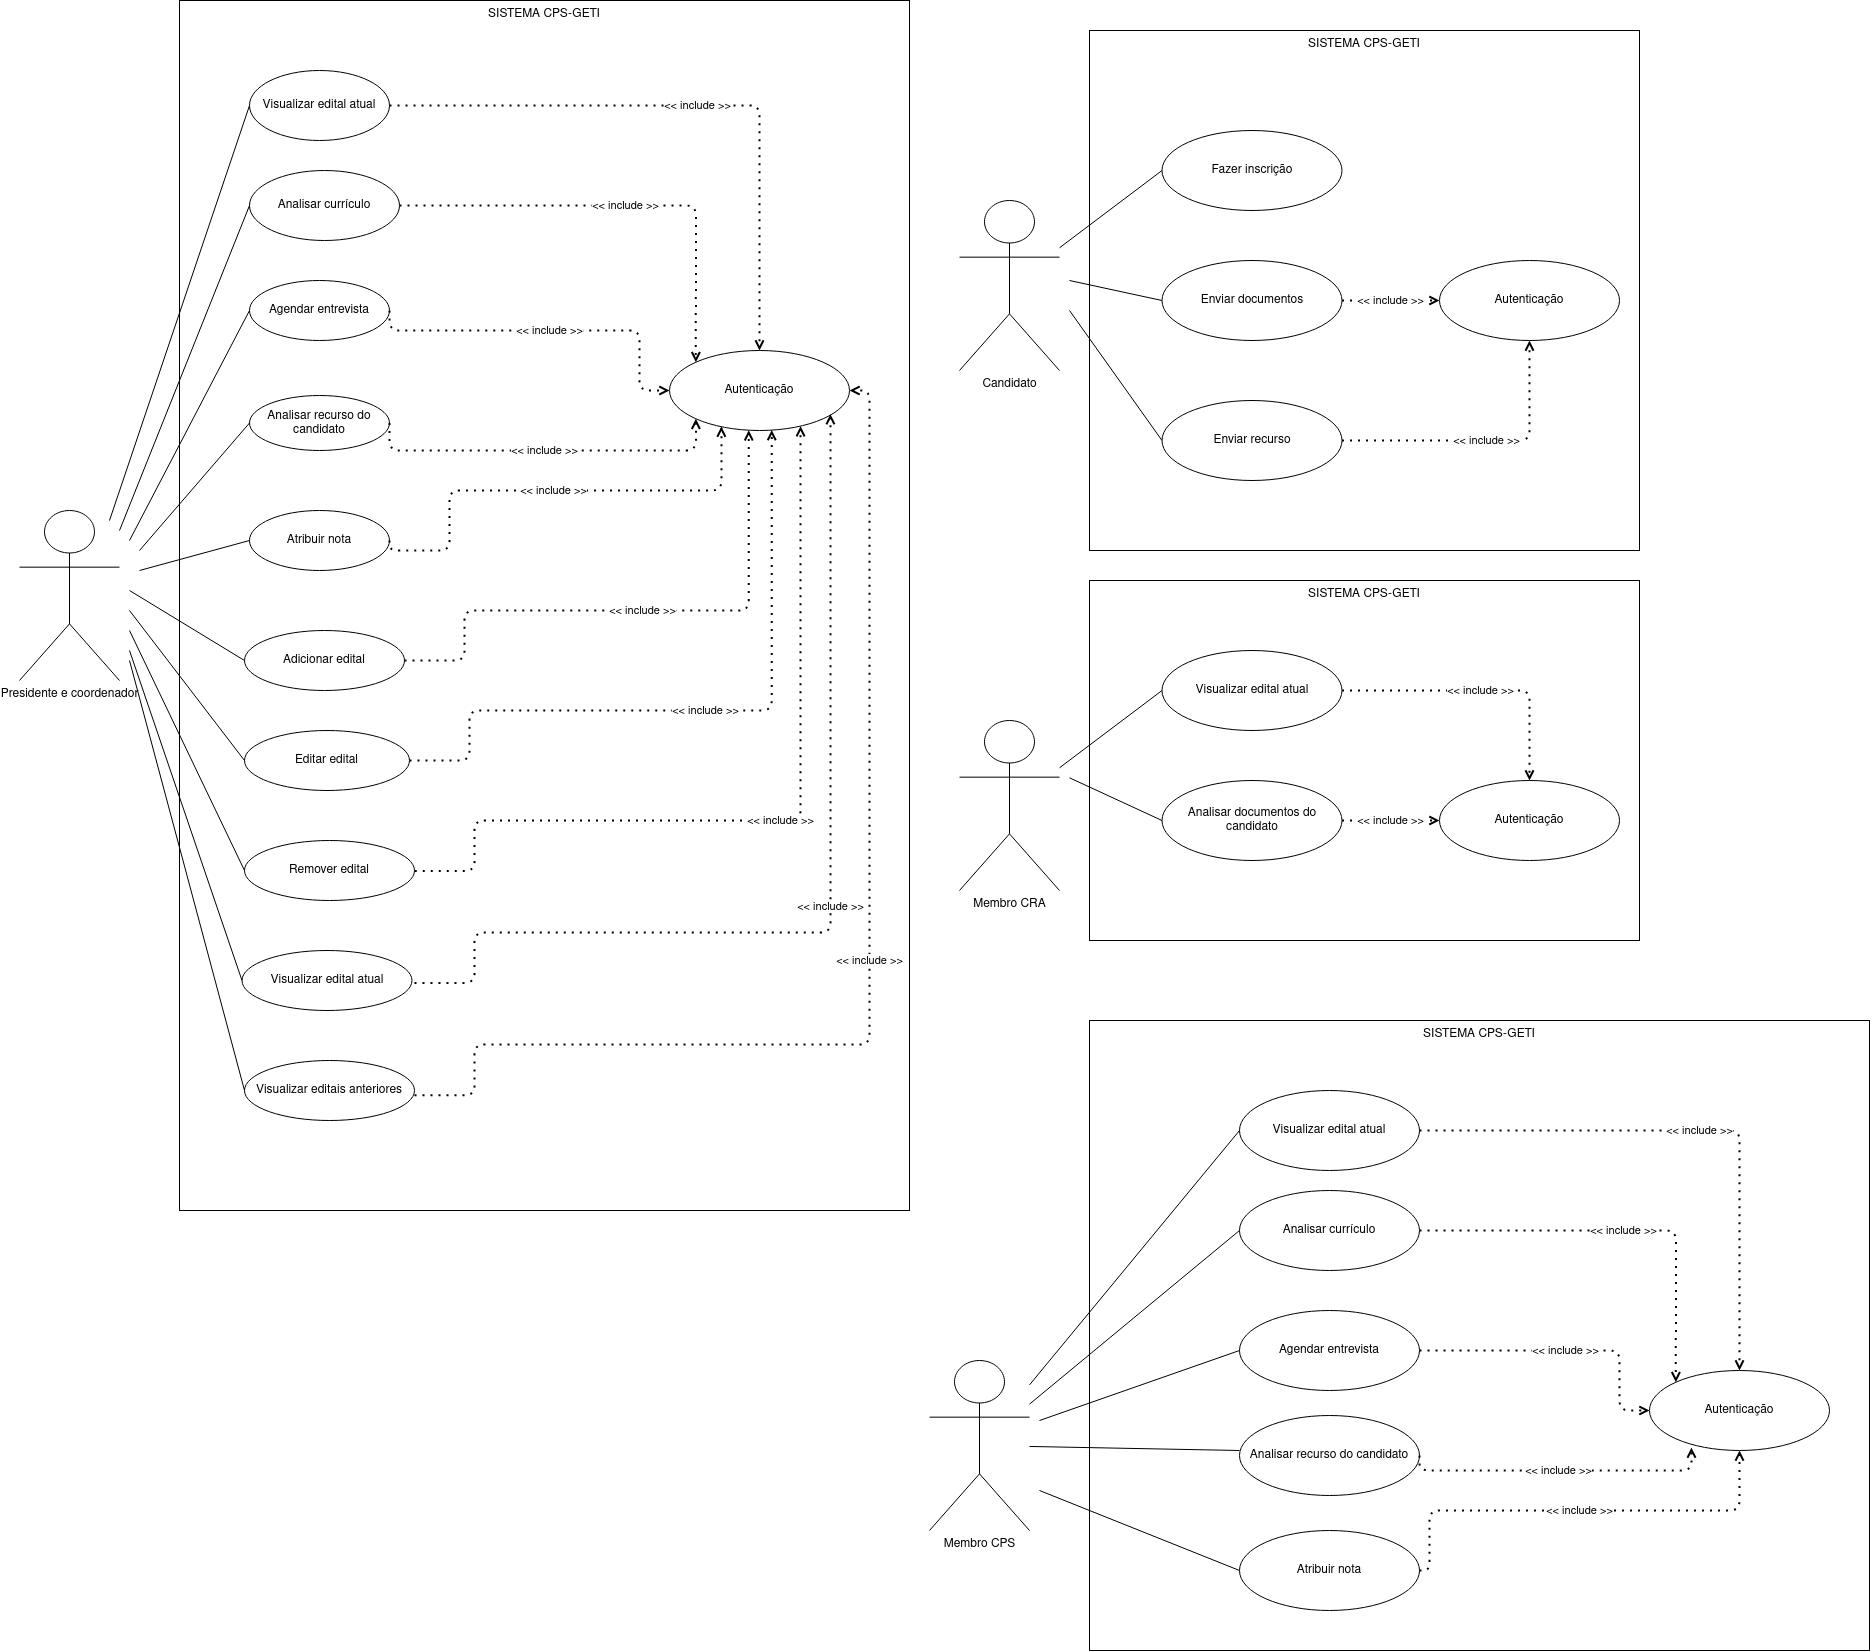 SISTEMA CPS-GETI
Visualizar edital atual
<< include >>
Analisar currículo
<< include >>
Agendar entrevista
<< include >>
Autenticação
Analisar recurso do
candidato
<< include >>
<< include >>
Atribuir nota
<< include >>
Adicionar edital
Presidente e coordenador
<< include >>
Editar edital
<< include >>
Remover edital
<< include >>
<< include >>
Visualizar edital atual
Visualizar editais anteriores
SISTEMA CPS-GETI
Fazer inscrição
Enviar documentos
<< include >>
Autenticação
Candidato
Enviar recurso
<< include >>
SISTEMA CPS-GETI
Visualizar edital atual
<< include >>
Analisar documentos do
candidato
<< include >>
Autenticação
Membro CRA
SISTEMA CPS-GETI
Visualizar edital atual
<< include >>
Analisar currículo
<< include >>
Agendar entrevista
<< include >>
Autenticação
Analisar recurso do candidato
<< include >>
<< include >>
Membro CPS
Atribuir nota